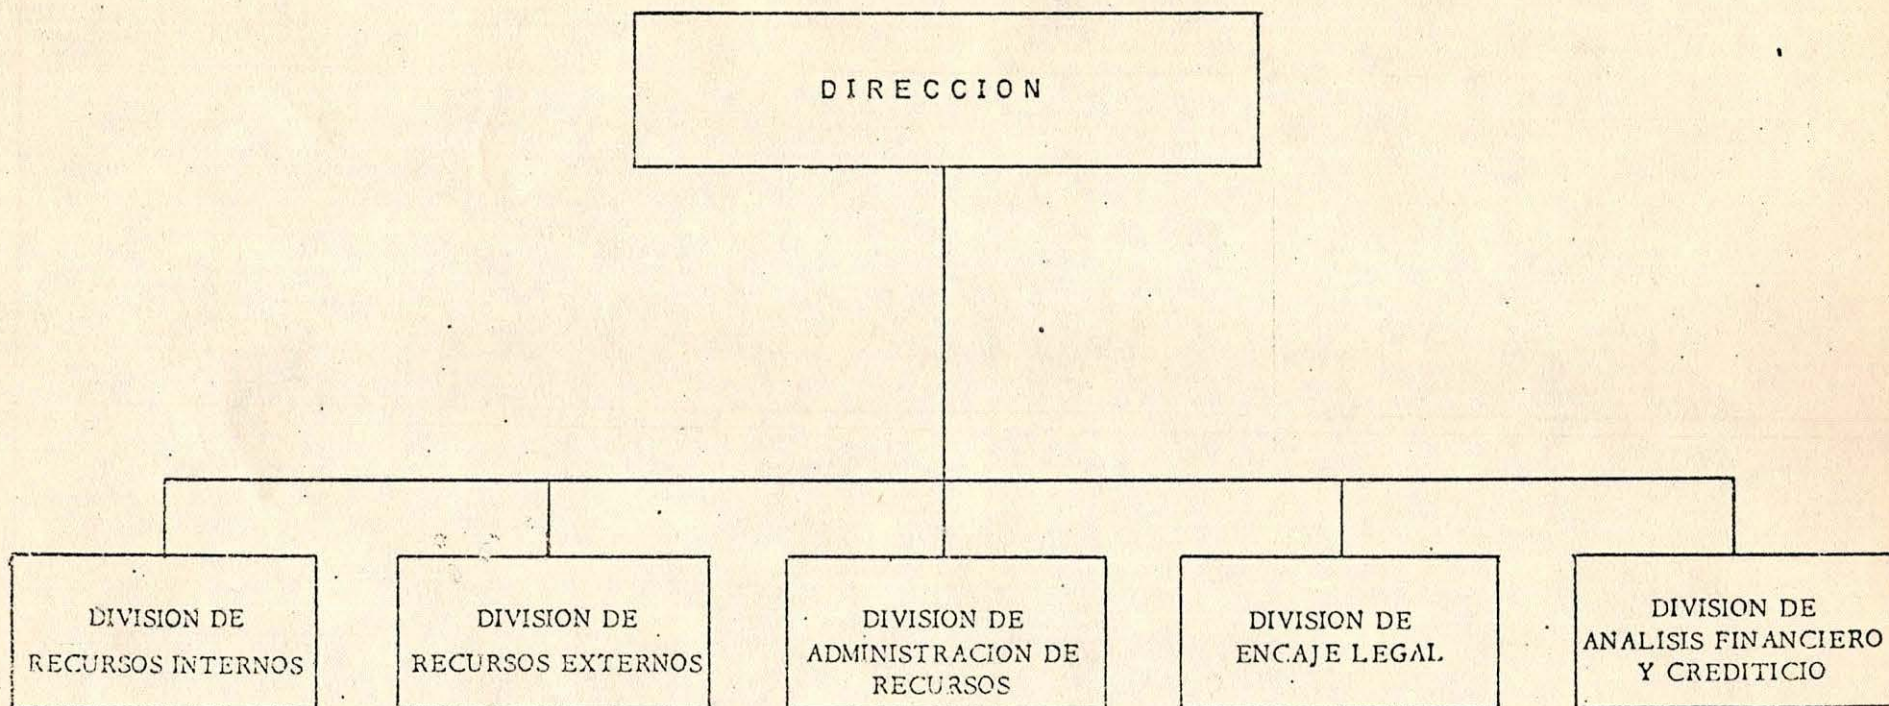 DIRECCION
DIVISION DE
RECURSOS INTERNOS
DIVISION DE
RECURSOS EXTERNOS
DIVISION DE
ADMINISTRACION DE
RECURSOS
DIVISION DE
ENCAJE LEGAL
DIVISION DE
ANALISIS FINANCIERO
Y CREDITICIO